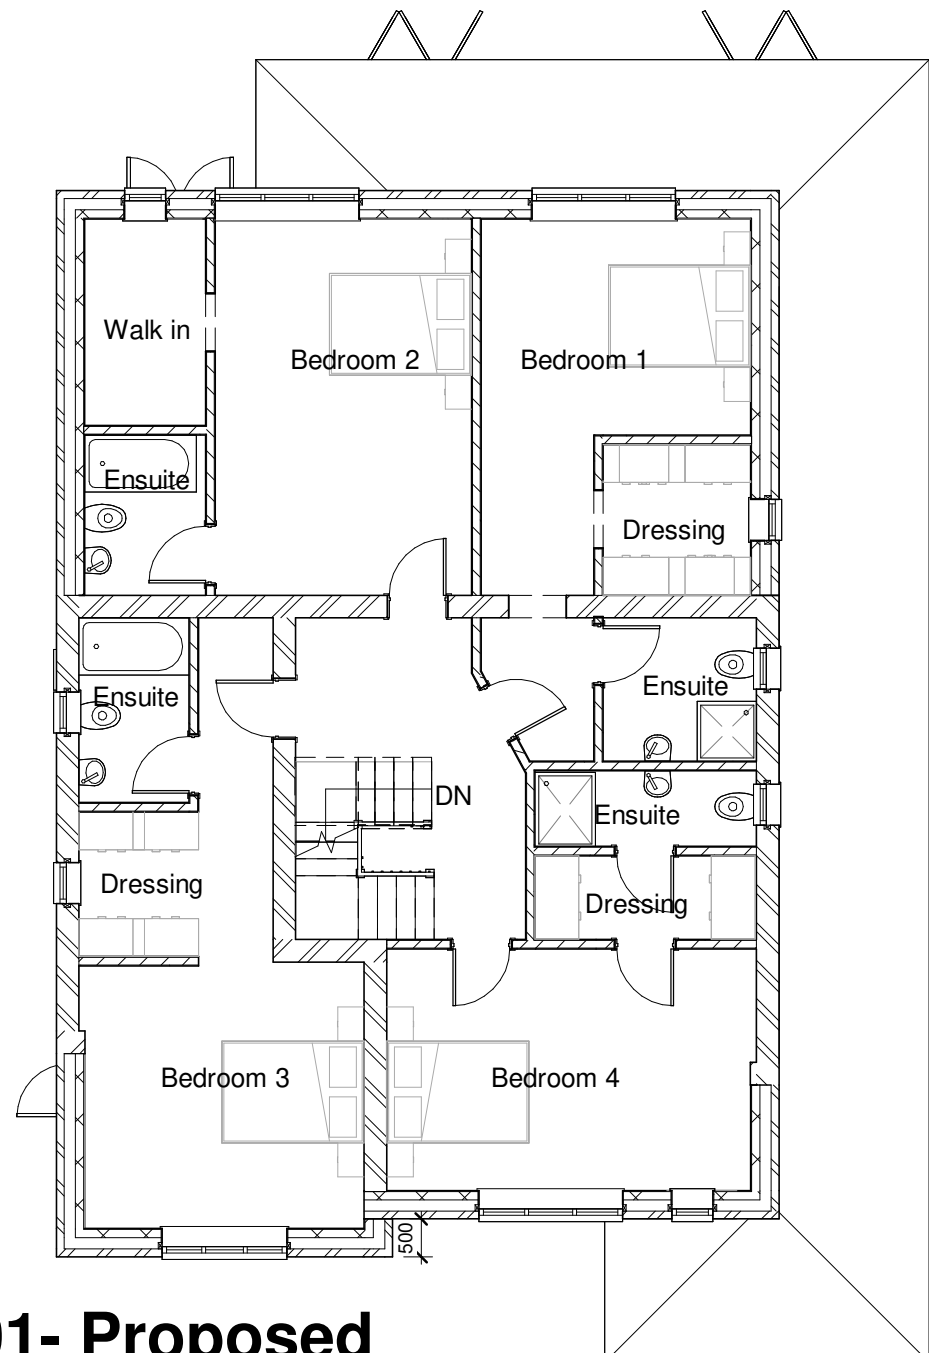 Walk in
Bedroom 2
Bedroom 1
Ensuite
Dressing
Ensuite
Ensuite
DN
Ensuite
Dressing
Dressing
Bedroom 3
Bedroom 4
500
01- Proposed